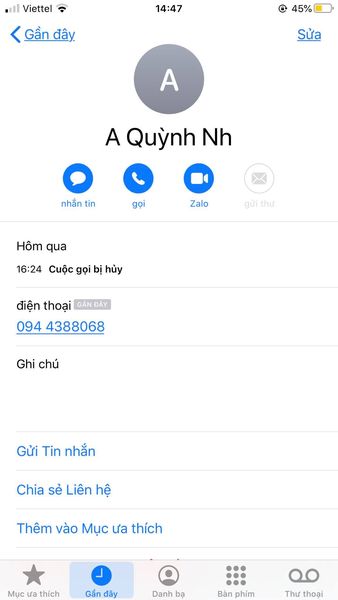 Viettel 14:47 45%
Gần đây Sửa
A
A Quỳnh Nh
nhắn tin gọi Zalo gửi thư
Hôm qua
16:24 Cuộc gọi bị hủy
điện thoại GẦN ĐÂY
094 4388068
Ghi chú
Gửi Tin nhắn
Chia sẻ Liên hệ
Thêm vào Mục ưa thích
Mục ưa thích Gần đây Danh bạ Bàn phím Thư thoại